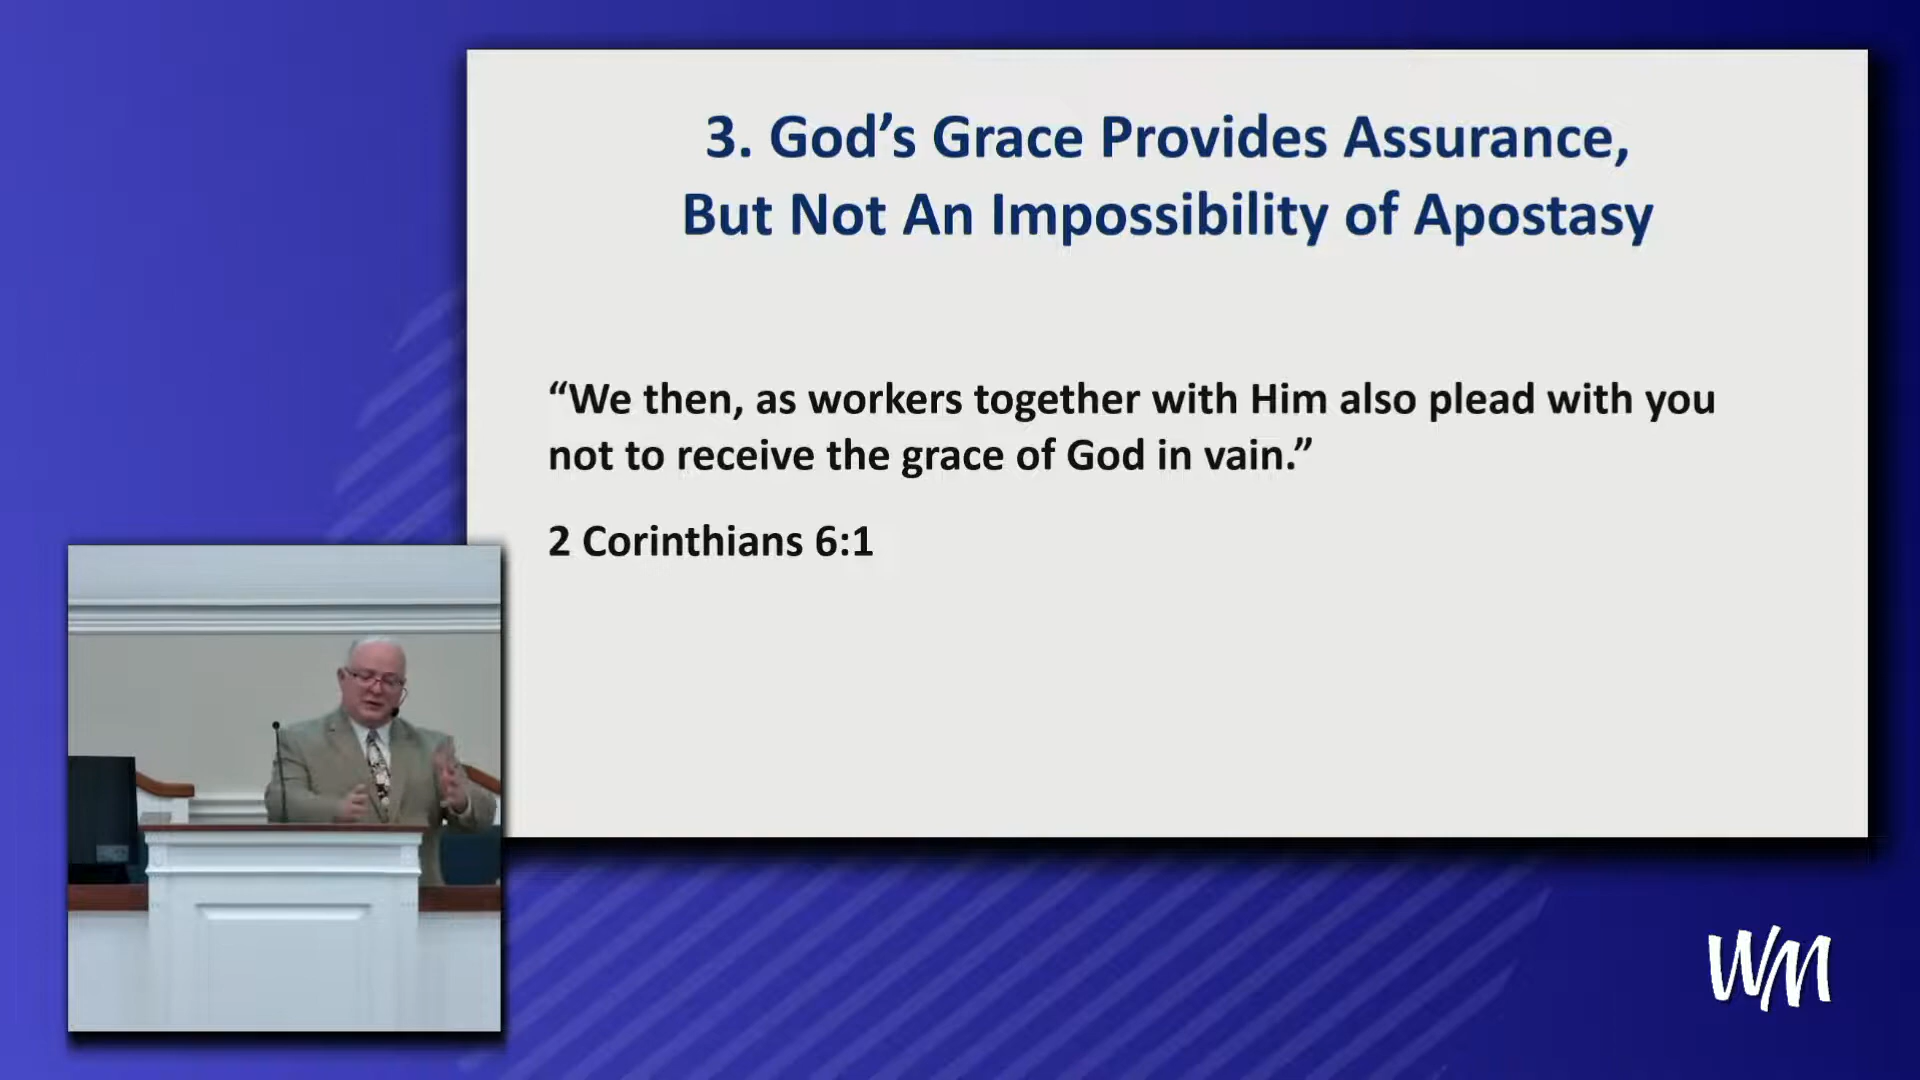 3. God’s Grace Provides Assurance,
But Not An Impossibility of Apostasy
“We then, as workers together with Him also plead with you
not to receive the grace of God in vain.”
2 Corinthians 6:1
WM